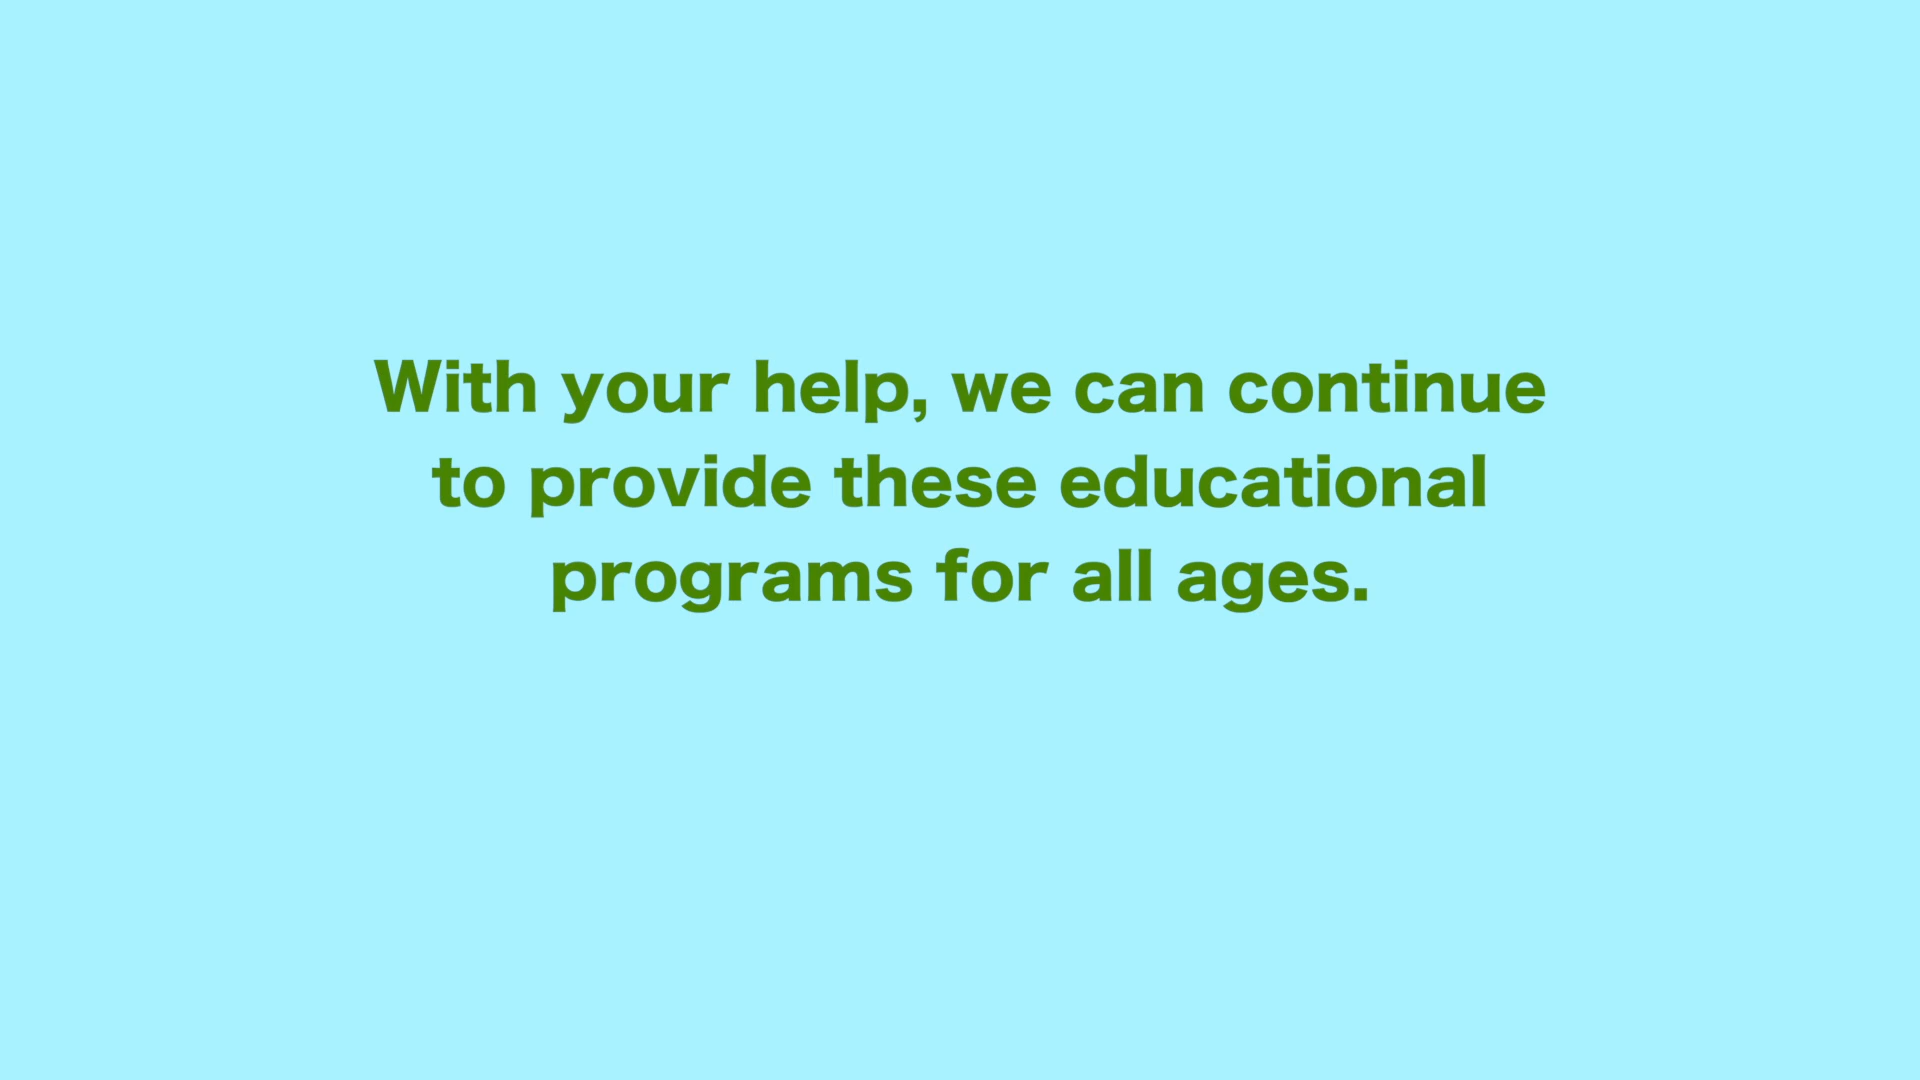 With your help, we can continue
to provide these educational
programs for all ages.